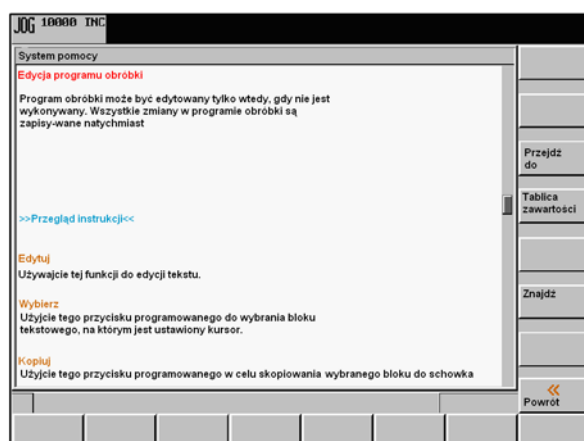 JOG 10000 INC
System pomocy
Edycja programu obróbki
Program obróbki może być edytowany tylko wtedy, gdy nie jest
wykonywany. Wszystkie zmiany w programie obróbki są
zapisy-wane natychmiast
>>Przegląd instrukcji<<
Edytuj
Używajcie tej funkcji do edycji tekstu.
Wybierz
Użyjcie tego przycisku programowanego do wybrania bloku
tekstowego, na którym jest ustawiony kursor.
Kopiuj
Użyjcie tego przycisku programowanego w celu skopiowania wybranego bloku do schowka
Przejdź
do
Tablica
zawartości
Znajdź
<<
Powrót